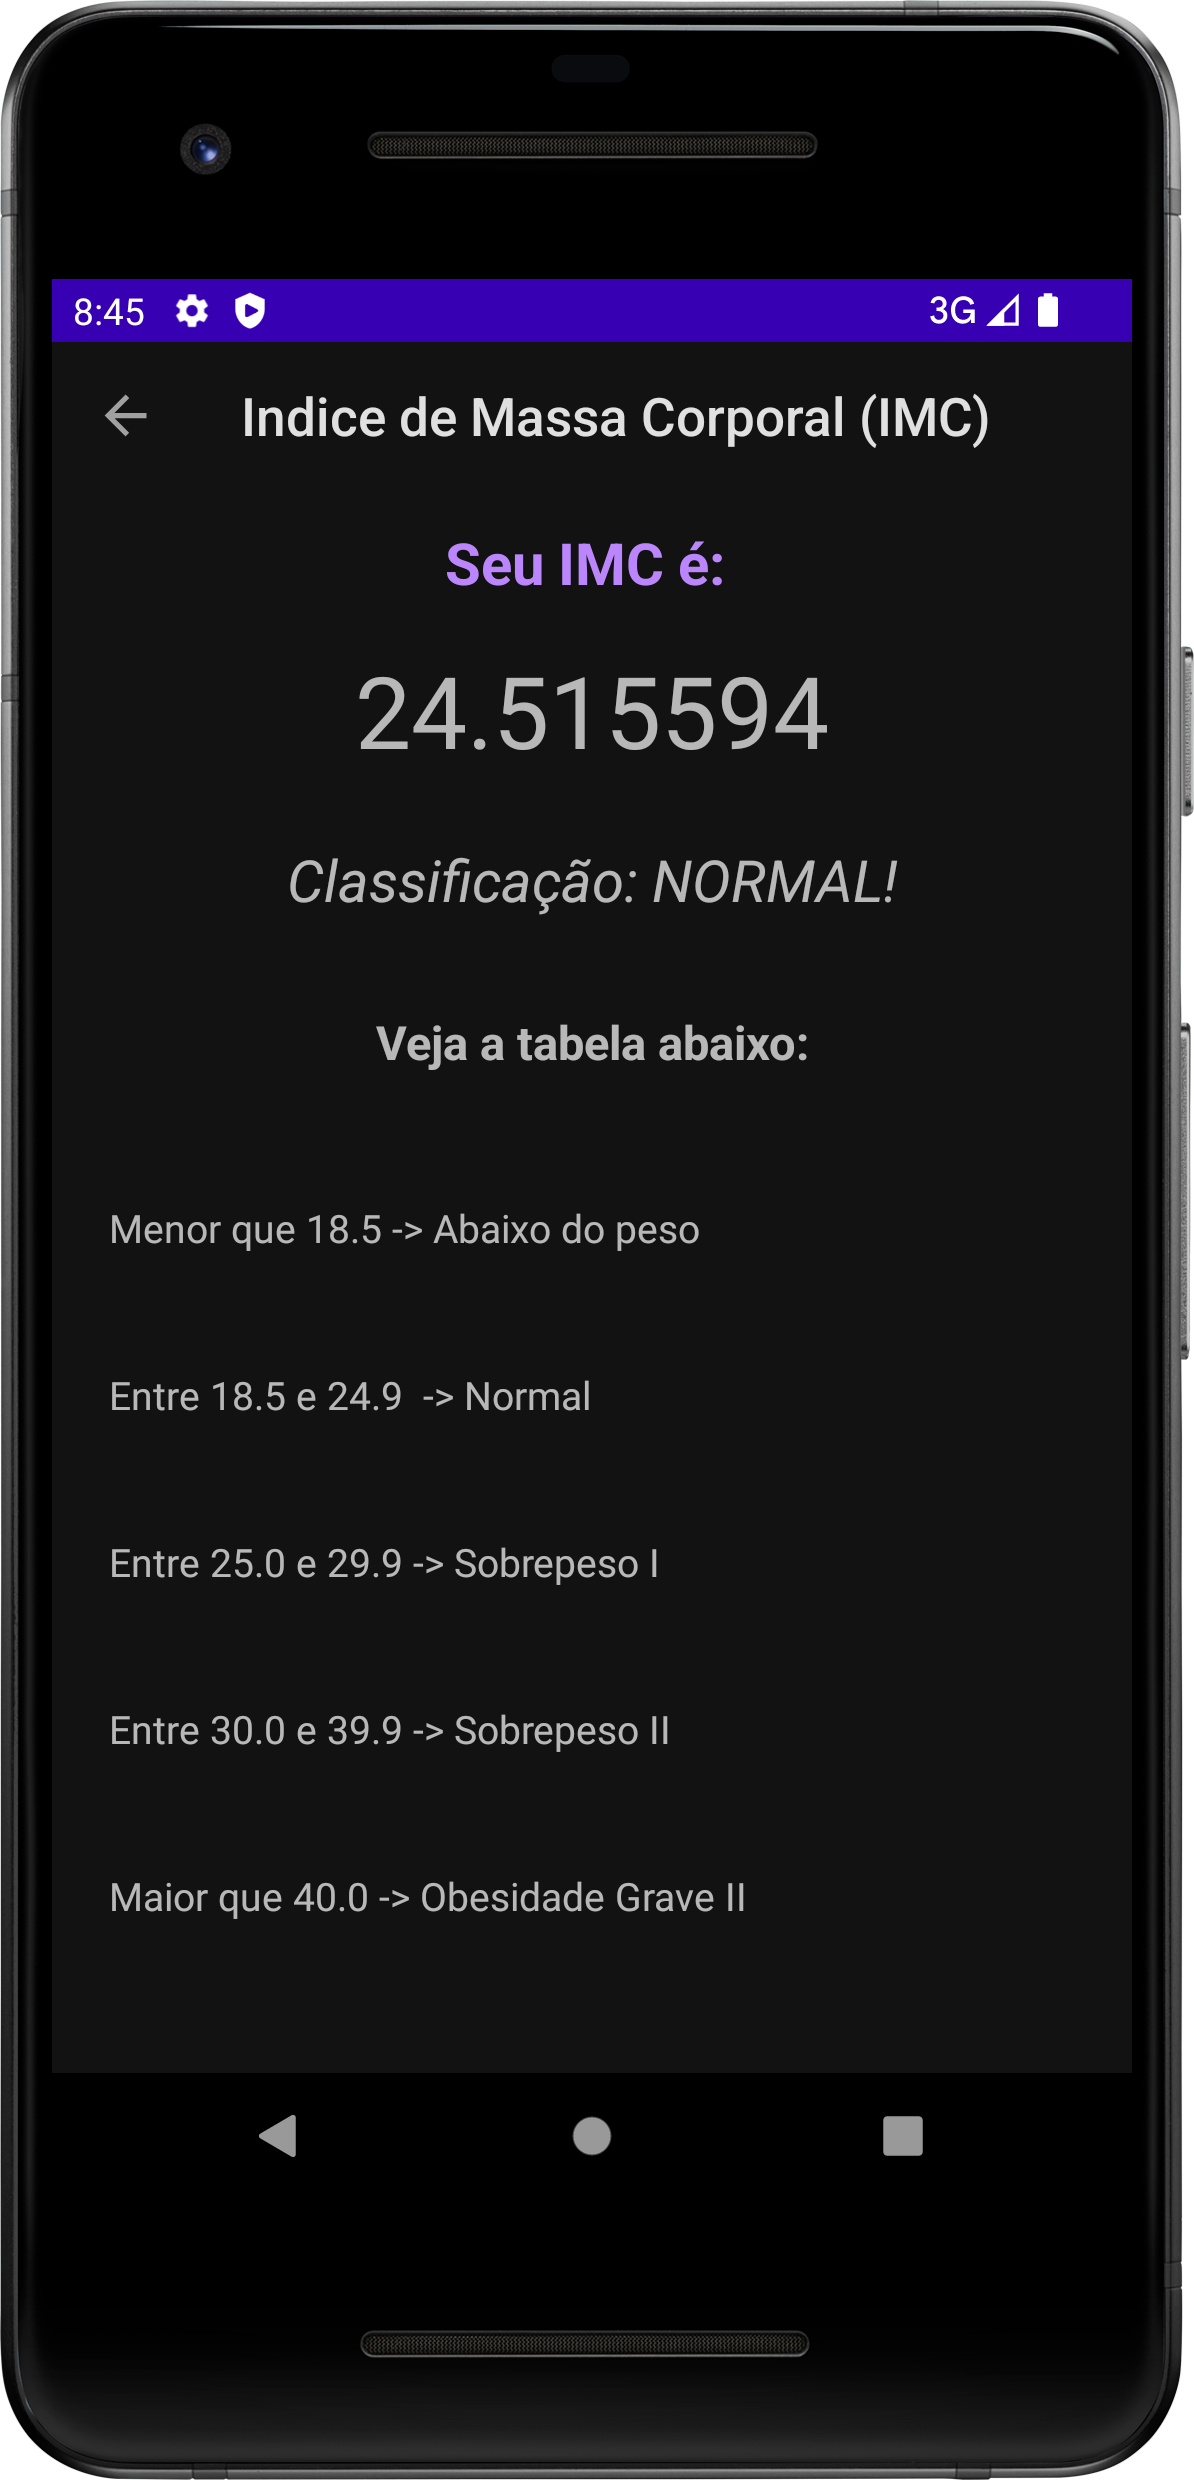 8:45 3G
Indice de Massa Corporal (IMC)
Seu IMC é:
24.515594
Classificação: NORMAL!
Veja a tabela abaixo:
Menor que 18.5 -> Abaixo do peso
Entre 18.5 e 24.9  -> Normal
Entre 25.0 e 29.9 -> Sobrepeso I
Entre 30.0 e 39.9 -> Sobrepeso II
Maior que 40.0 -> Obesidade Grave II